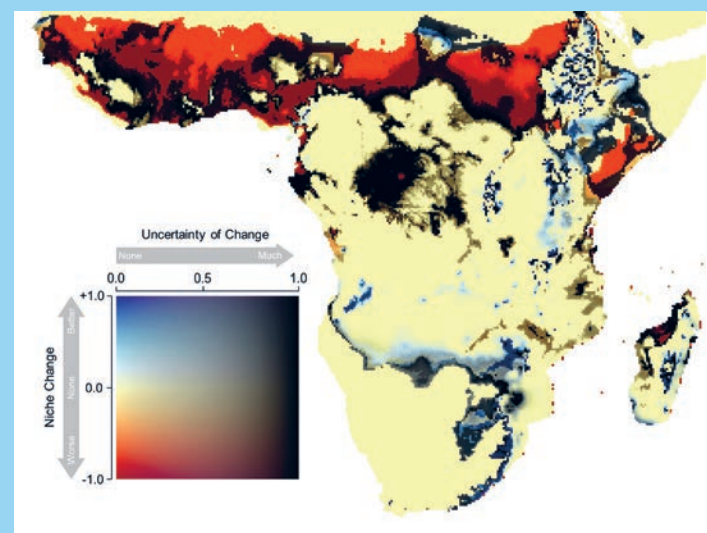 Uncertainty of Change
None Much
0.0 0.5 1.0
+1.0
0.0
-1.0
Niche Change
Better
None
Worse